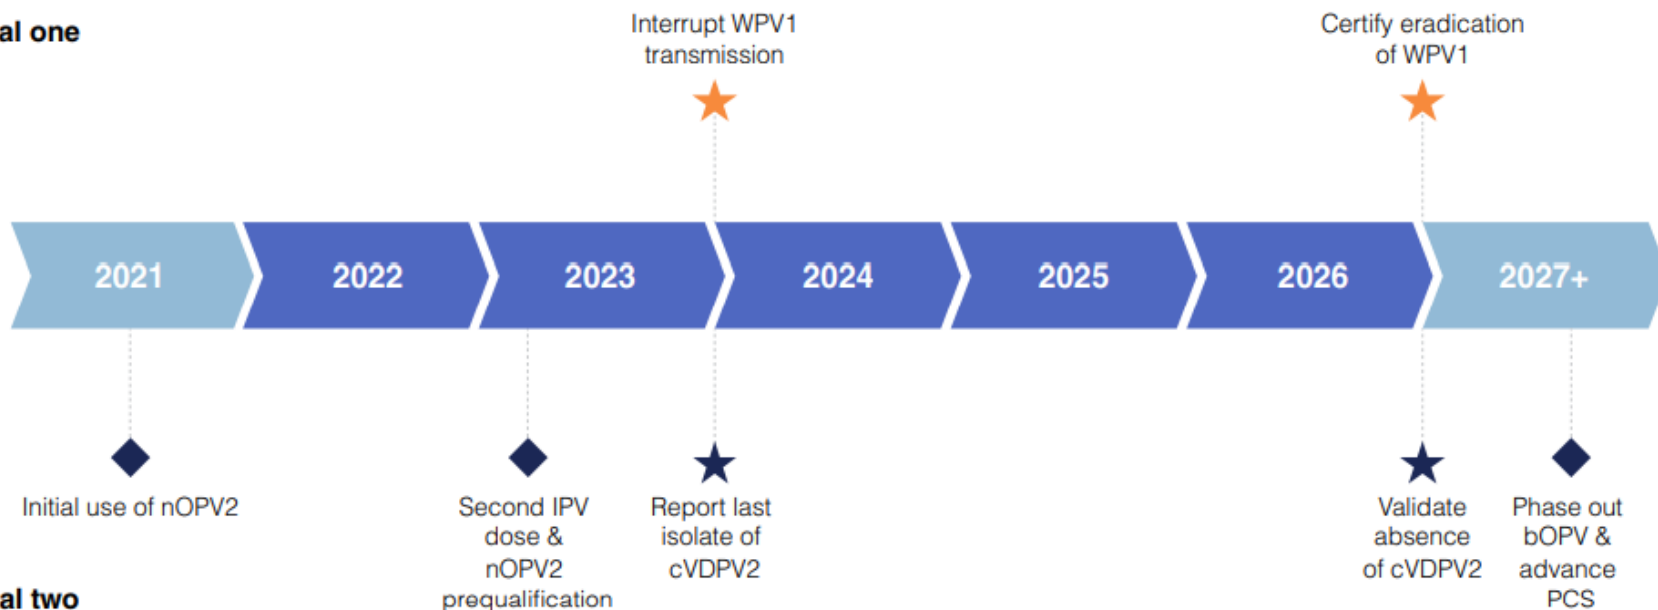 al one
Interrupt WPV1
transmission
Certify eradication
of WPV1
2021
2022
2023
2024
2025
2026
2027+
Initial use of nOPV2
Second IPV
dose &
nOPV2
prequalification
Report last
isolate of
cVDPV2
Validate
absence
of cVDPV2
Phase out
bOPV &
advance
PCS
al two